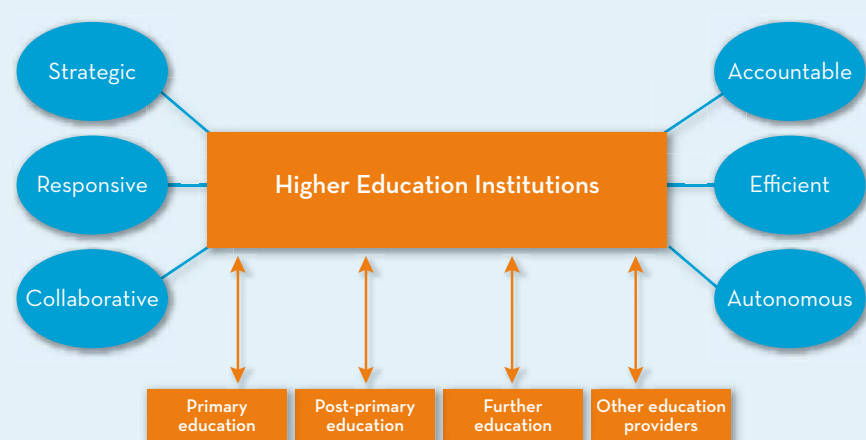 Strategic
Accountable
Responsive
Higher Education Institutions
Efficient
Collaborative
Autonomous
Primary
education
Post-primary
education
Further
education
Other education
providers